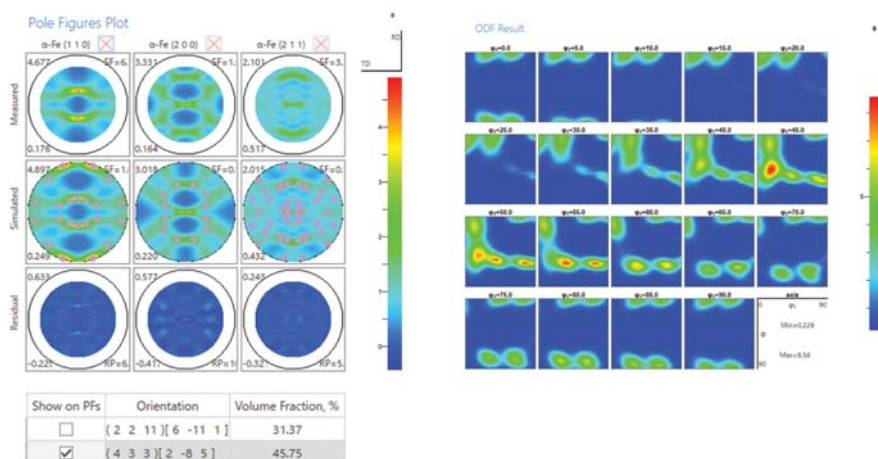 Pole Figures Plot
α-Fe (1 1 0) α-Fe (2 0 0) α-Fe (2 1 1)
RD
TD
Measured
4.677 SF=6. 3.331 SF=1. 2.101 SF=3.
0.176 0.164 0.517
Simulated
4.897 SF=1. 3.018 SF=0. 2.015 SF=0.
0.249 0.220 0.432
Residual
0.633 0.577 0.243
-0.22 RP=6. -0.41 RP=1 -0.32 RP=5.
4
3
2
1
0
Show on PFs Orientation Volume Fraction, %
( 2 2 11 )[ 6 -11 1 ] 31.37
( 4 3 3 )[ 2 -8 5 ] 45.75
ODF Result
φ₂=0.0 φ₂=5.0 φ₂=10.0 φ₂=15.0 φ₂=20.0
φ₂=25.0 φ₂=30.0 φ₂=35.0 φ₂=40.0 φ₂=45.0
φ₂=50.0 φ₂=55.0 φ₂=60.0 φ₂=65.0 φ₂=70.0
φ₂=75.0 φ₂=80.0 φ₂=85.0 φ₂=90.0 axis
0 φ₁ 90
Φ
Min=0.229
Max=8.56
90
5